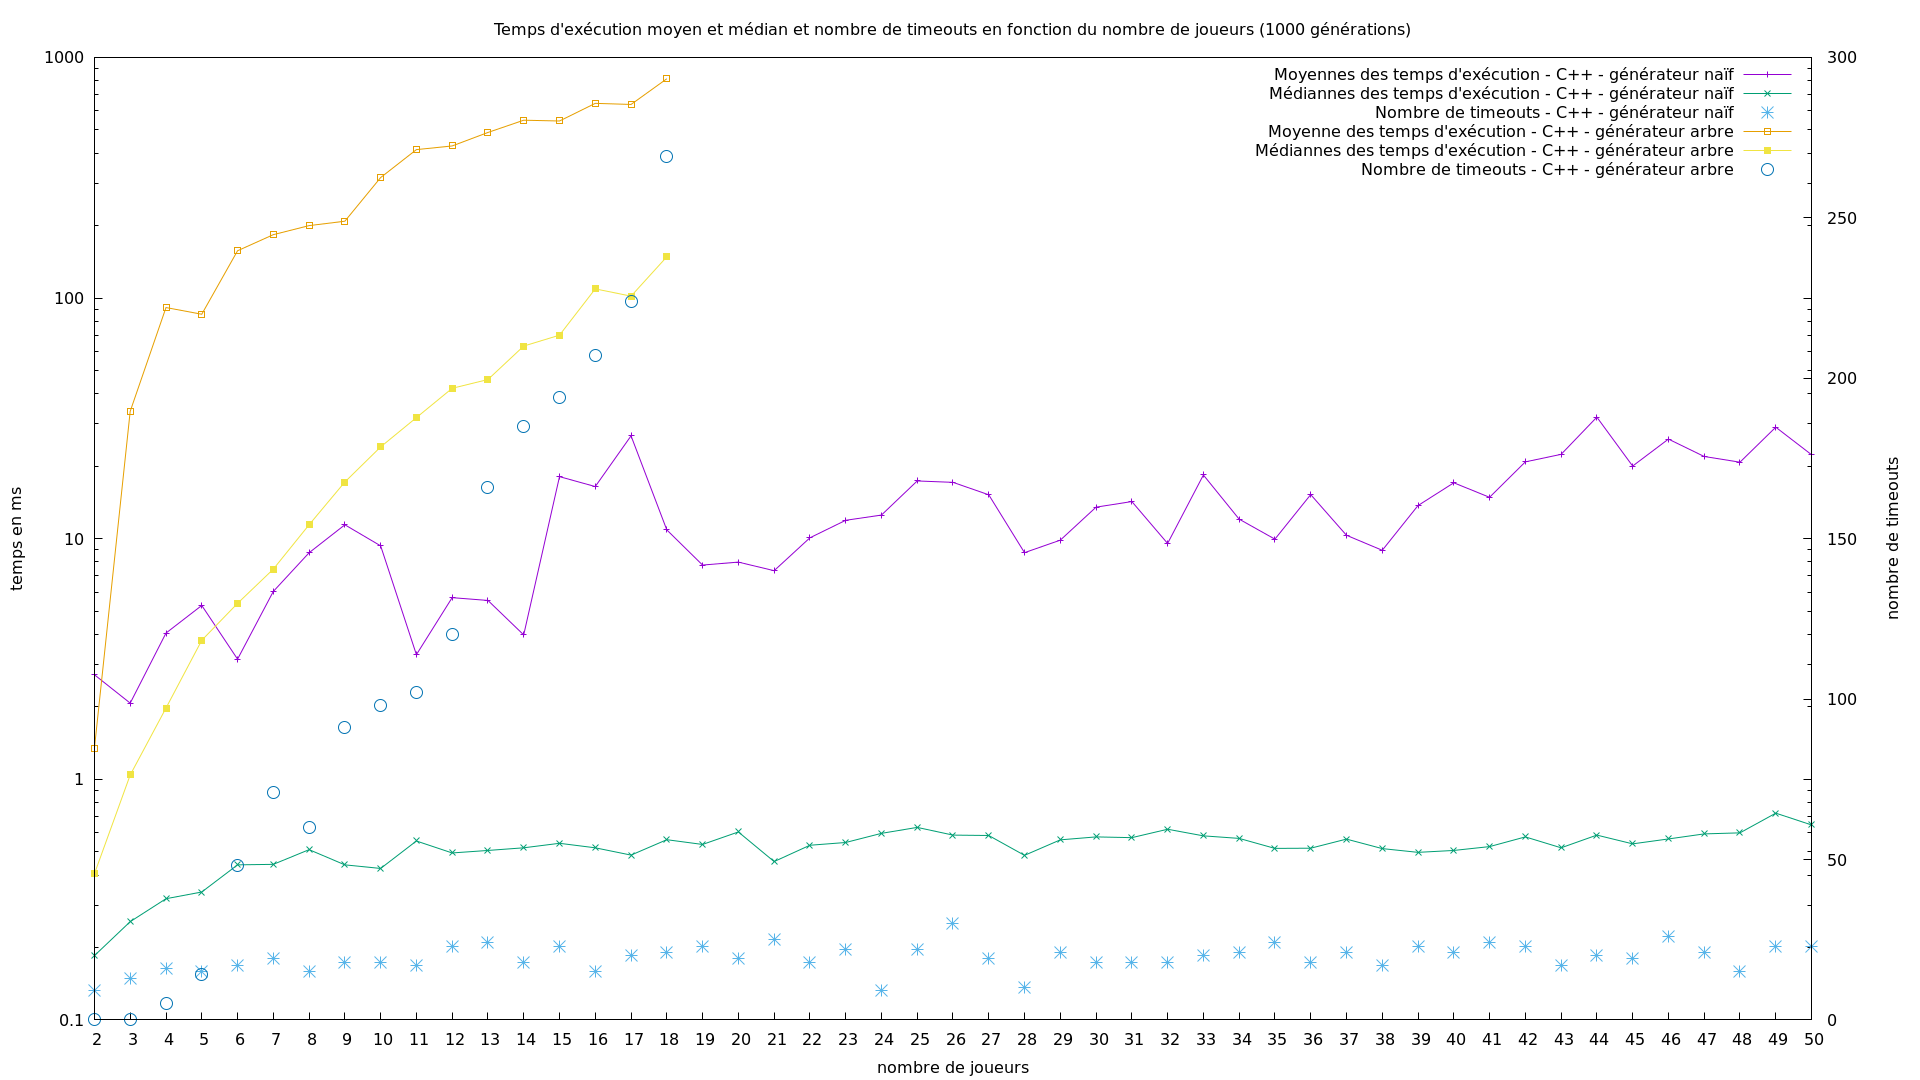 Temps d'exécution moyen et médian et nombre de timeouts en fonction du nombre de joueurs (1000 générations)
Moyennes des temps d'exécution - C++ - générateur naïf
Médiannes des temps d'exécution - C++ - générateur naïf
Nombre de timeouts - C++ - générateur naïf
Moyenne des temps d'exécution - C++ - générateur arbre
Médiannes des temps d'exécution - C++ - générateur arbre
Nombre de timeouts - C++ - générateur arbre
temps en ms
1000
100
10
1
0.1
nombre de timeouts
300
250
200
150
100
50
0
2 3 4 5 6 7 8 9 10 11 12 13 14 15 16 17 18 19 20 21 22 23 24 25 26 27 28 29 30 31 32 33 34 35 36 37 38 39 40 41 42 43 44 45 46 47 48 49 50
nombre de joueurs